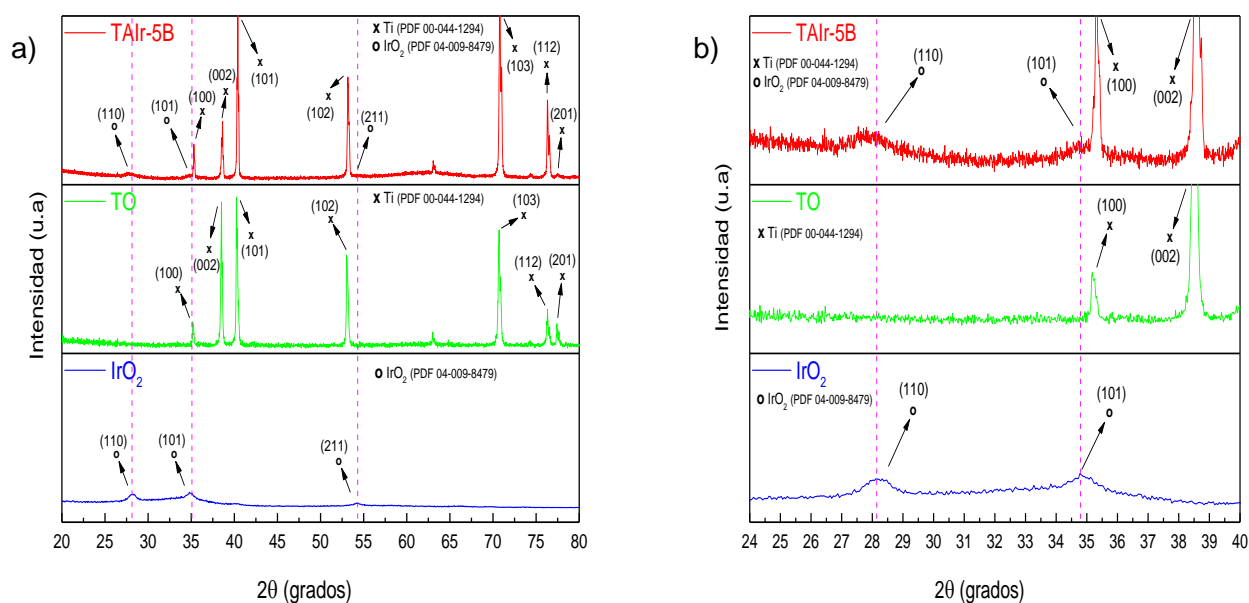 a)
TAIr-5B
x Ti (PDF 00-044-1294)
o IrO2 (PDF 04-009-8479)
(110)
o
(101)
o
(100)
x
(002)
x
x
(101)
x
(102)
(211)
o
x
(103)
(112)
x
(201)
x
TO
x Ti (PDF 00-044-1294)
(100)
x
x
(002)
x
(101)
(102)
x
(103)
x
(112)
x
(201)
x
IrO2
o IrO2 (PDF 04-009-8479)
(110)
o
(101)
o
(211)
o
Intensidad (u.a)
20 25 30 35 40 45 50 55 60 65 70 75 80
2θ (grados)
b)
TAIr-5B
x Ti (PDF 00-044-1294)
o IrO2 (PDF 04-009-8479)
(110)
o
(101)
o
x
(100)
x
(002)
TO
x Ti (PDF 00-044-1294)
(100)
x
x
(002)
IrO2
o IrO2 (PDF 04-009-8479)
(110)
o
(101)
o
Intensidad (u.a)
24 25 26 27 28 29 30 31 32 33 34 35 36 37 38 39 40
2θ (grados)